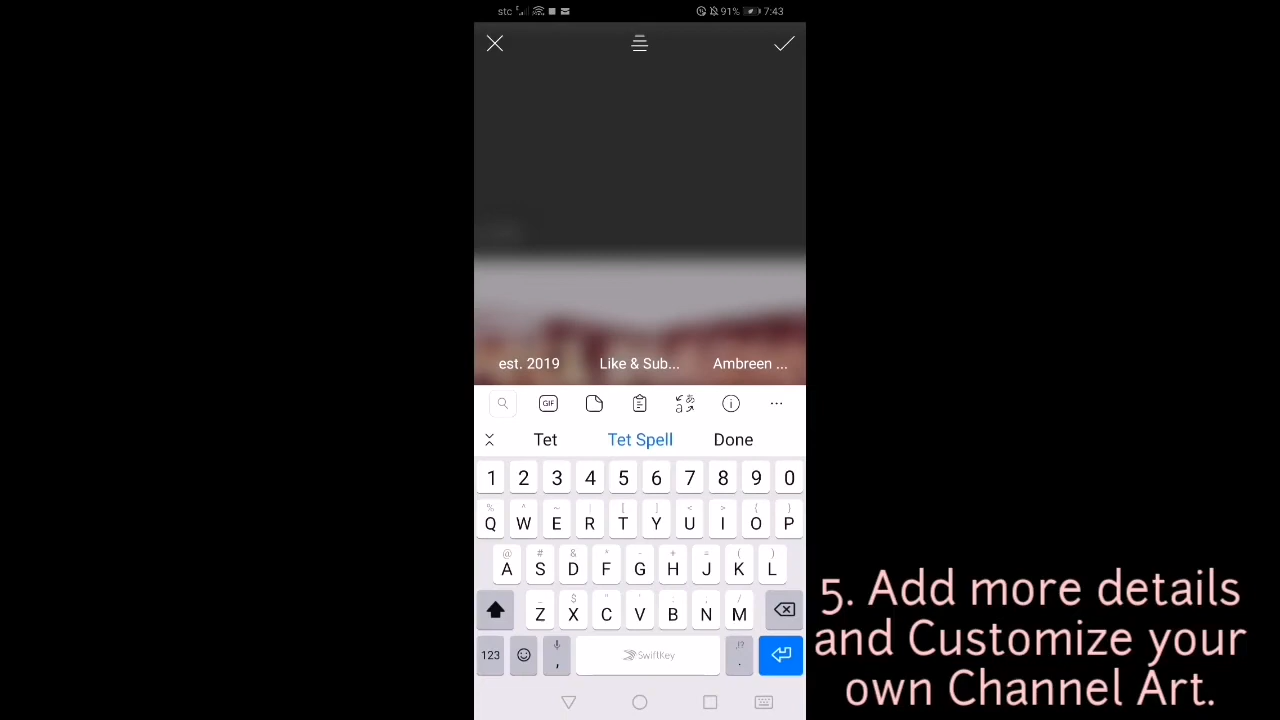 stc 91% 7:43
est. 2019 Like & Sub... Ambreen ...
GIF
Tet Tet Spell Done
1 2 3 4 5 6 7 8 9 0
Q W E R T Y U I O P
@ # & * - + = ( )
A S D F G H J K L
Z X C V B N M
123 , SwiftKey .
5. Add more details
and Customize your
own Channel Art.